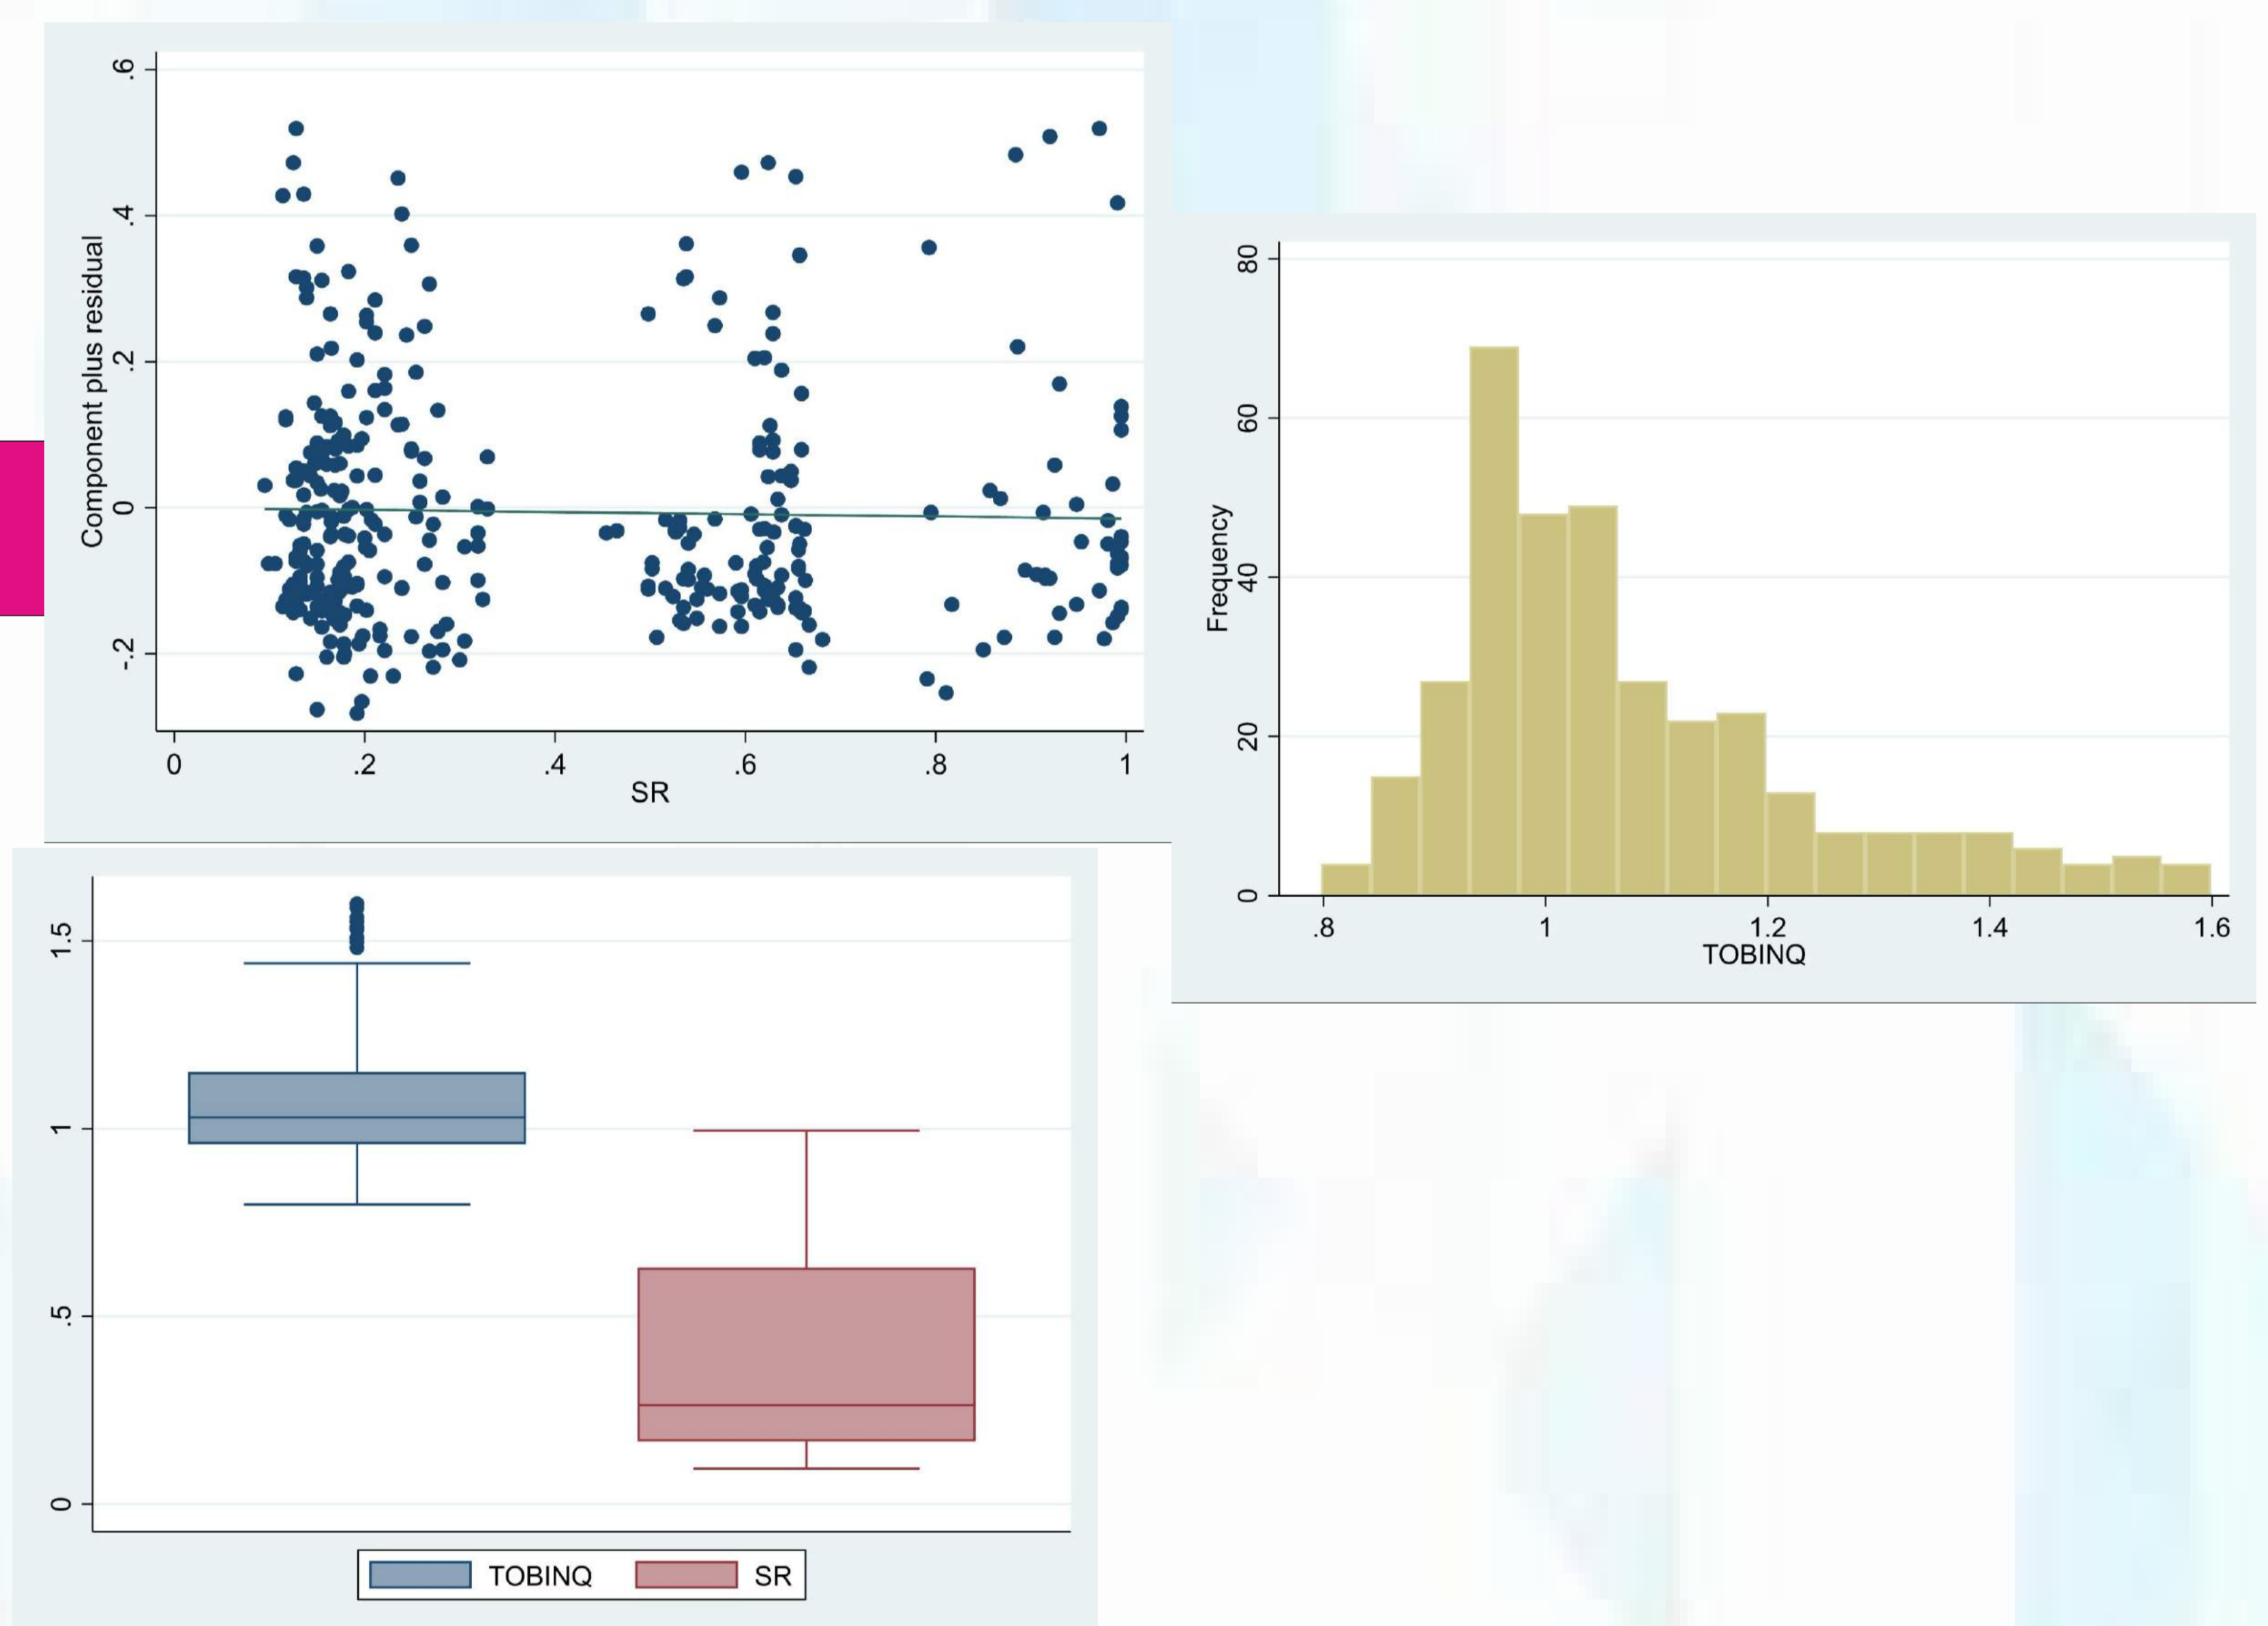 .6
.4
.2
0
-.2
Component plus residual
0 .2 .4 .6 .8 1
SR
80
60
40
20
0
Frequency
.8 1 1.2 1.4 1.6
TOBINQ
1.5
1
.5
0
TOBINQ SR